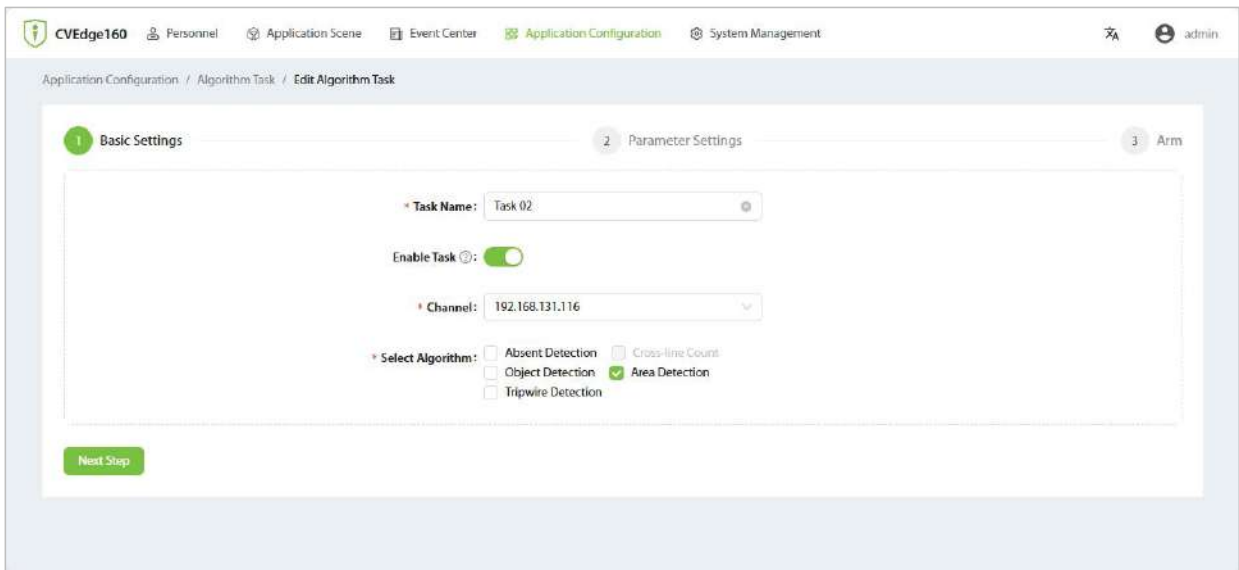 CVEdge160 Personnel Application Scene Event Center Application Configuration System Management admin
Application Configuration / Algorithm Task / Edit Algorithm Task
1 Basic Settings 2 Parameter Settings 3 Arm
* Task Name: Task 02
Enable Task ?:
* Channel: 192.168.131.116
* Select Algorithm: Absent Detection Cross-line Count
Object Detection Area Detection
Tripwire Detection
Next Step